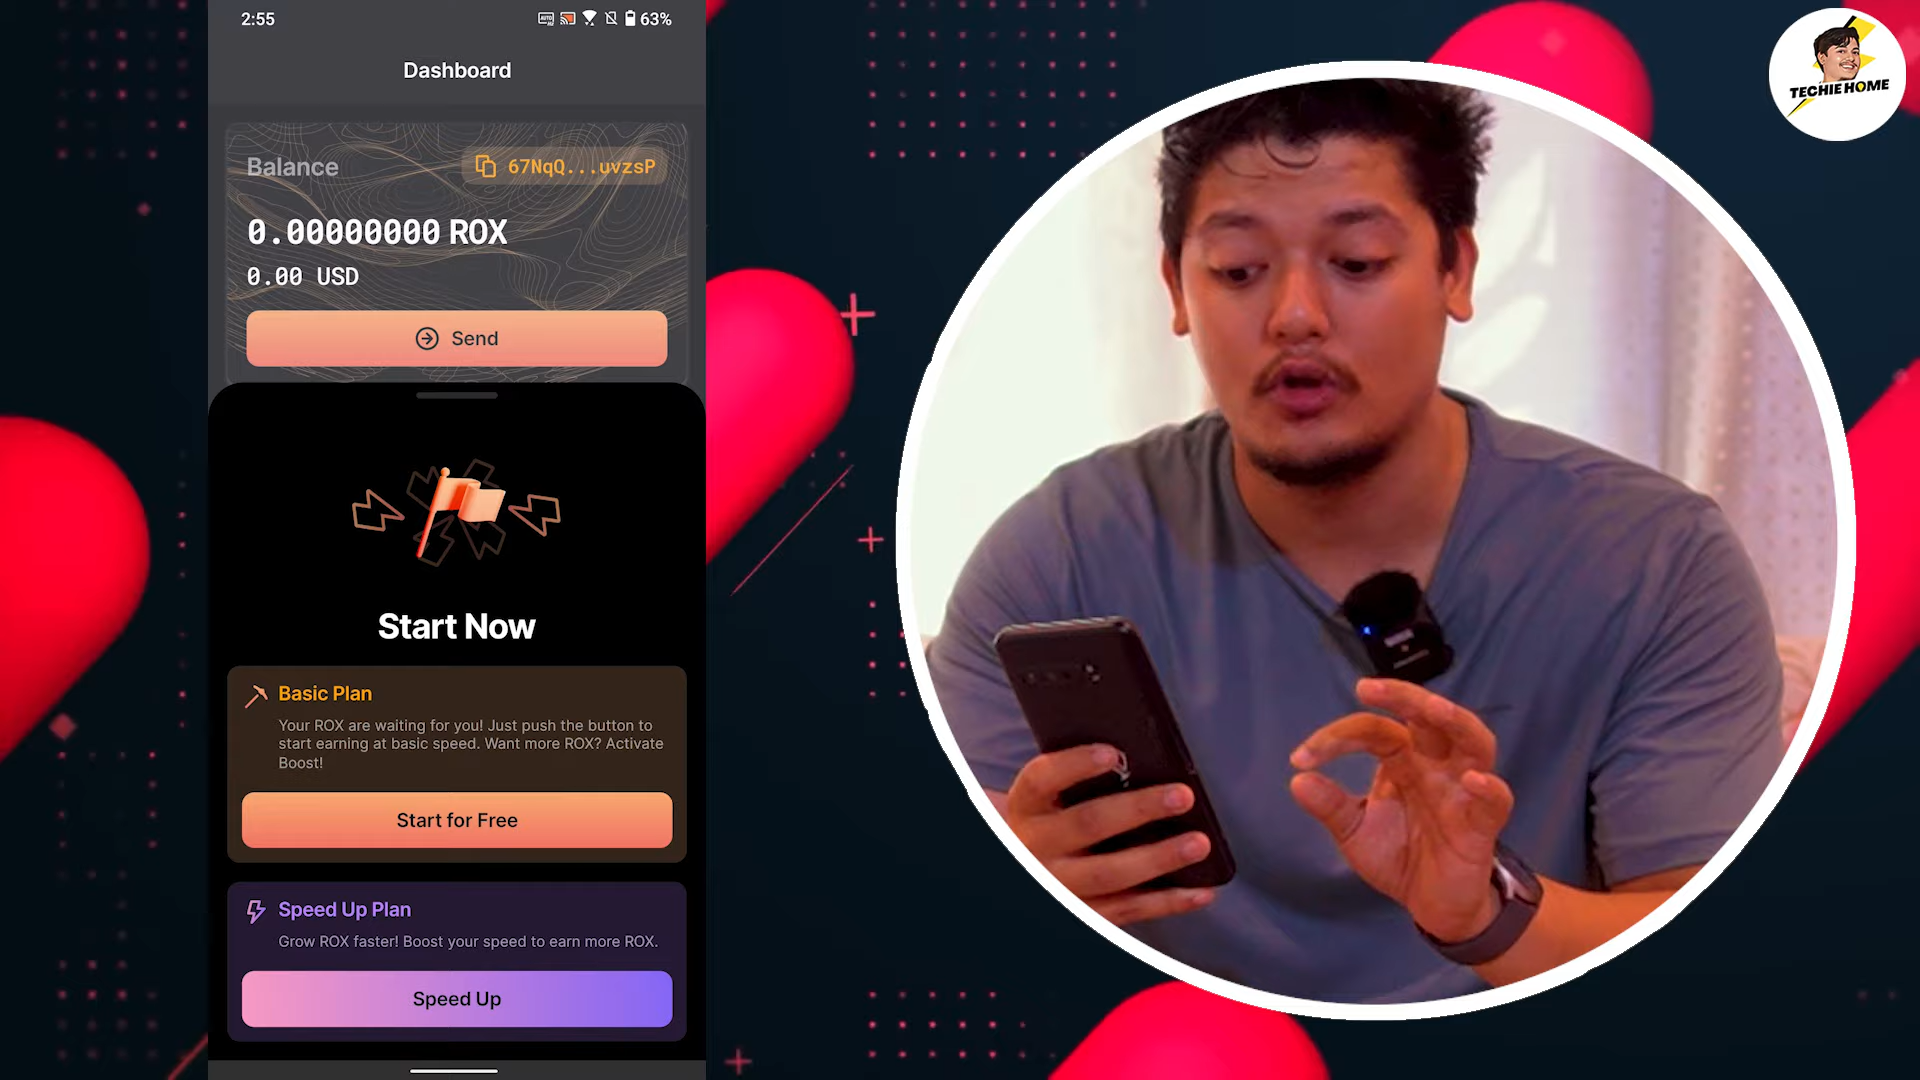 2:55
63%
Dashboard
Balance
67NqQ...uvzsP
0.00000000 ROX
0.00 USD
Send
Start Now
Basic Plan
Your ROX are waiting for you! Just push the button to
start earning at basic speed. Want more ROX? Activate
Boost!
Start for Free
Speed Up Plan
Grow ROX faster! Boost your speed to earn more ROX.
Speed Up
TECHIE HOME